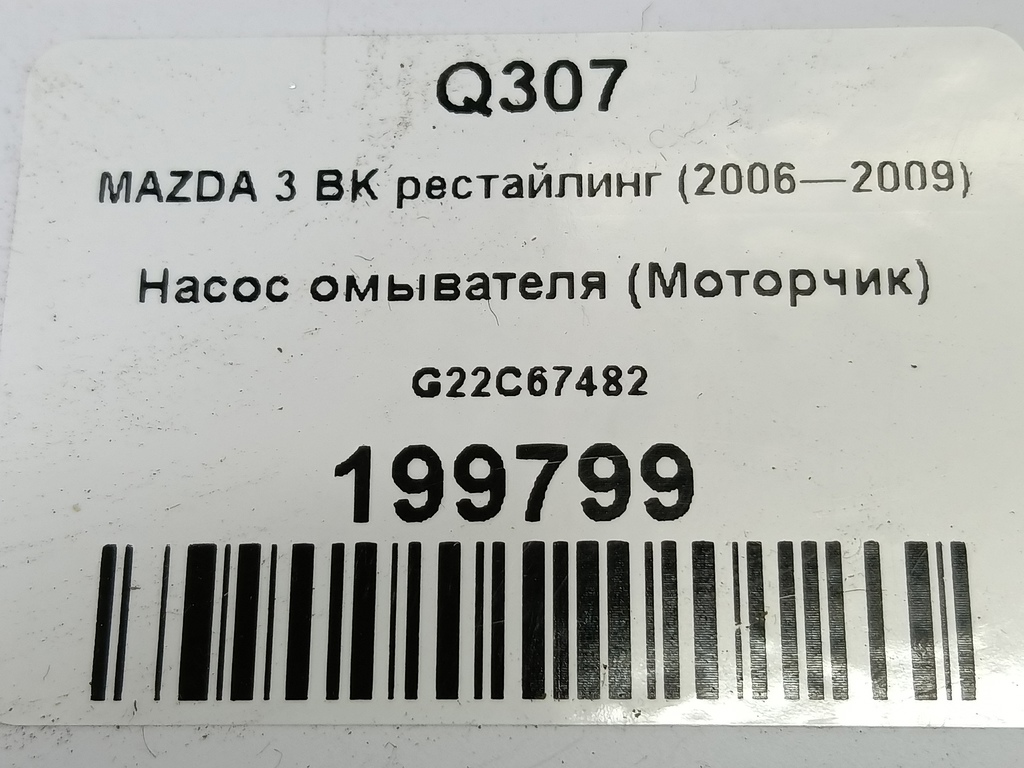 Q307
MAZDA 3 BK рестайлинг (2006—2009)
Насос омывателя (Моторчик)
G22C67482
199799